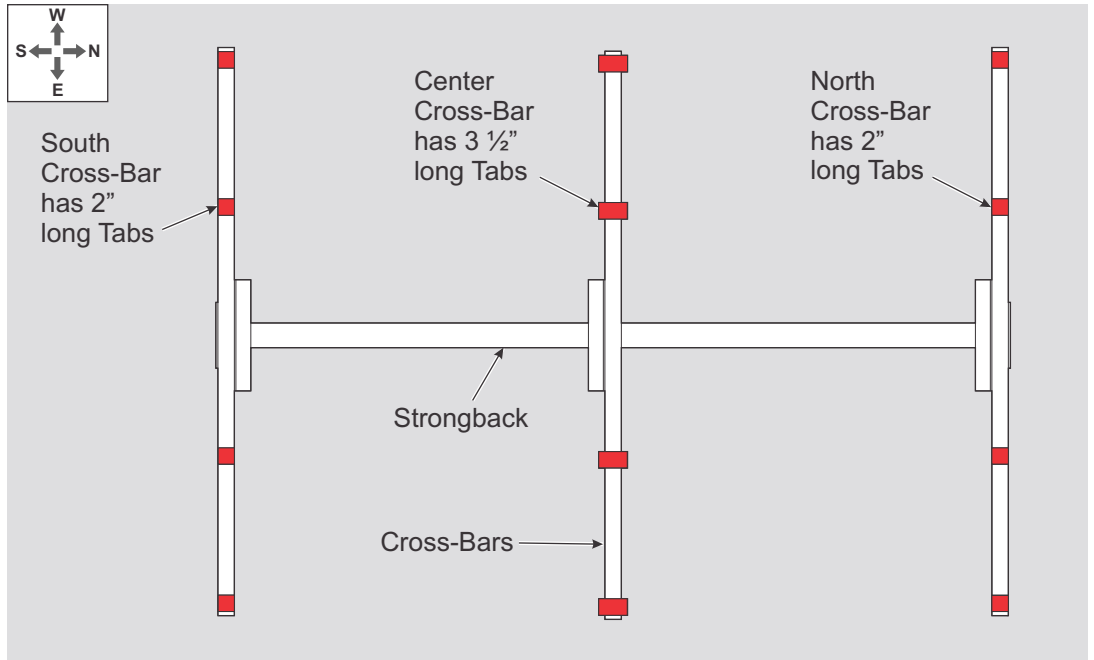 W
S N
E
South
Cross-Bar
has 2”
long Tabs
Center
Cross-Bar
has 3 ½”
long Tabs
North
Cross-Bar
has 2”
long Tabs
Strongback
Cross-Bars